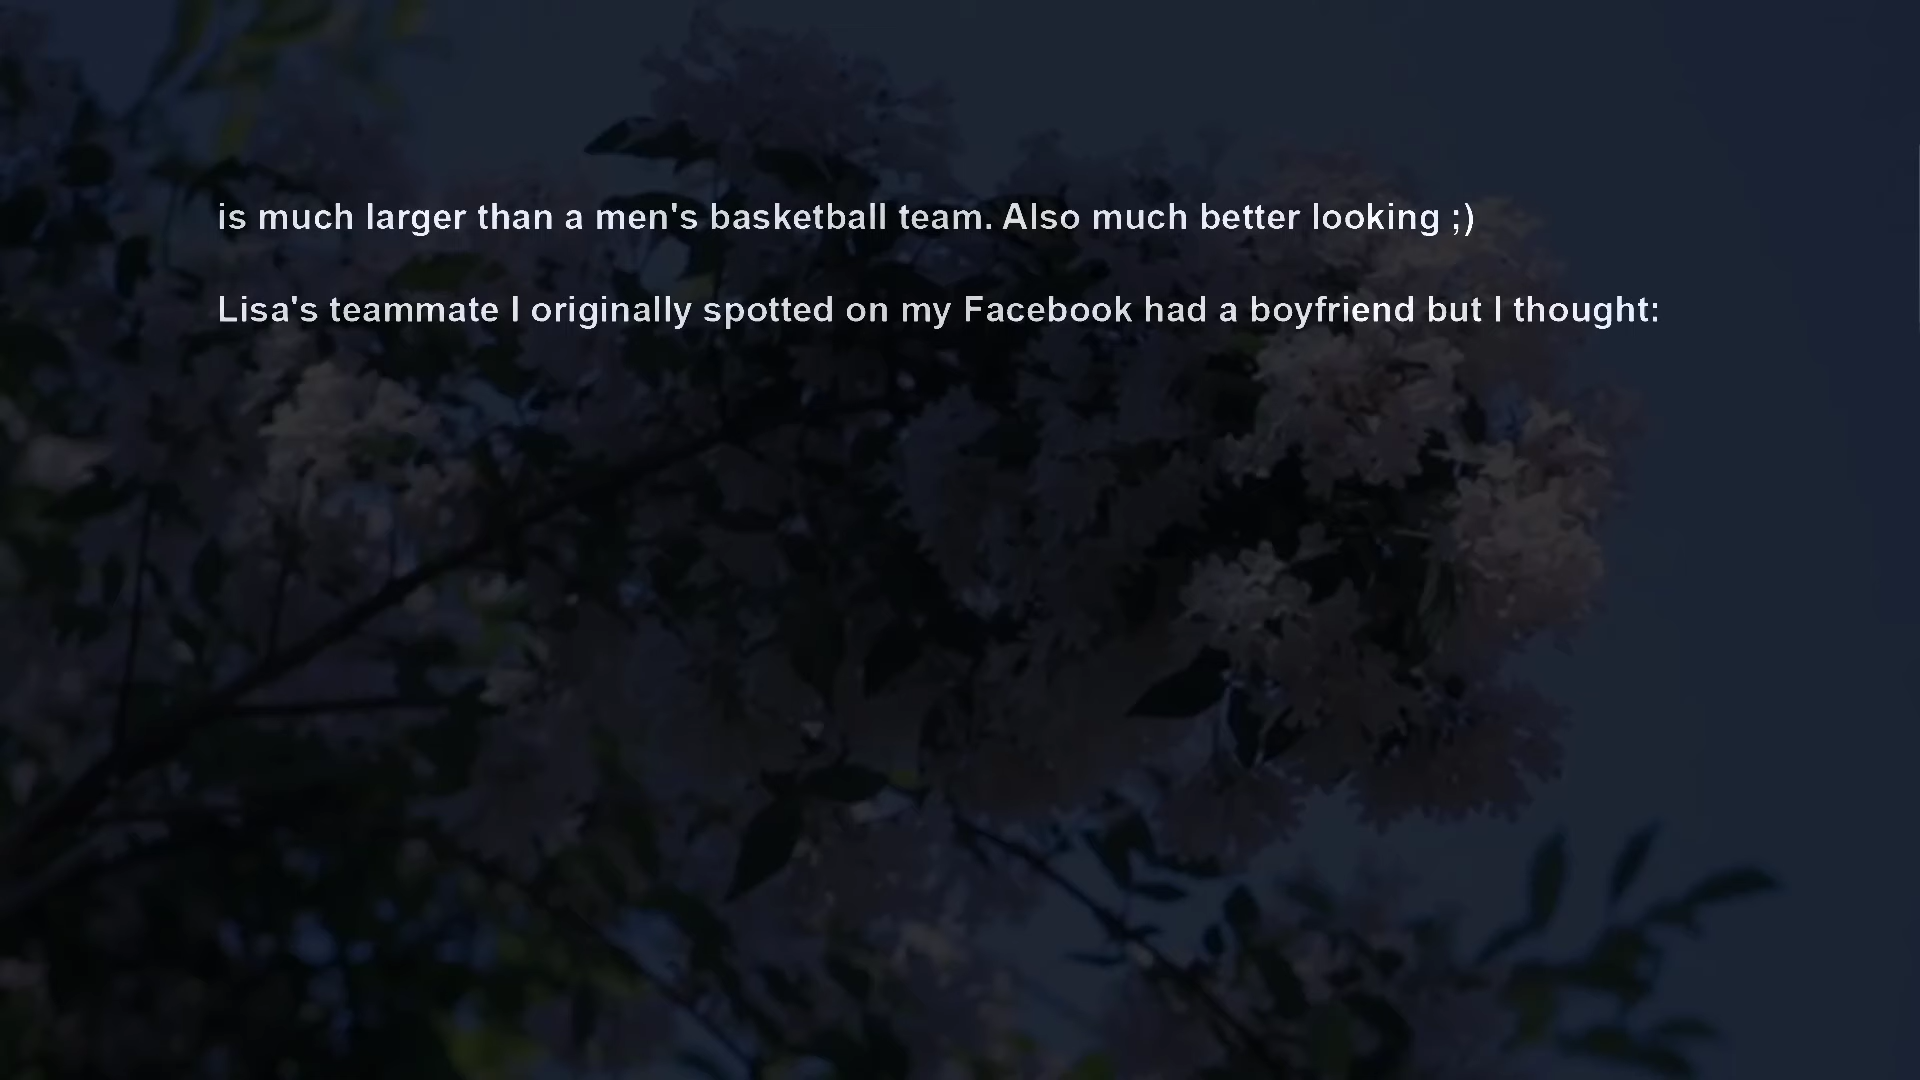 is much larger than a men's basketball team. Also much better looking ;)
Lisa's teammate I originally spotted on my Facebook had a boyfriend but I thought: